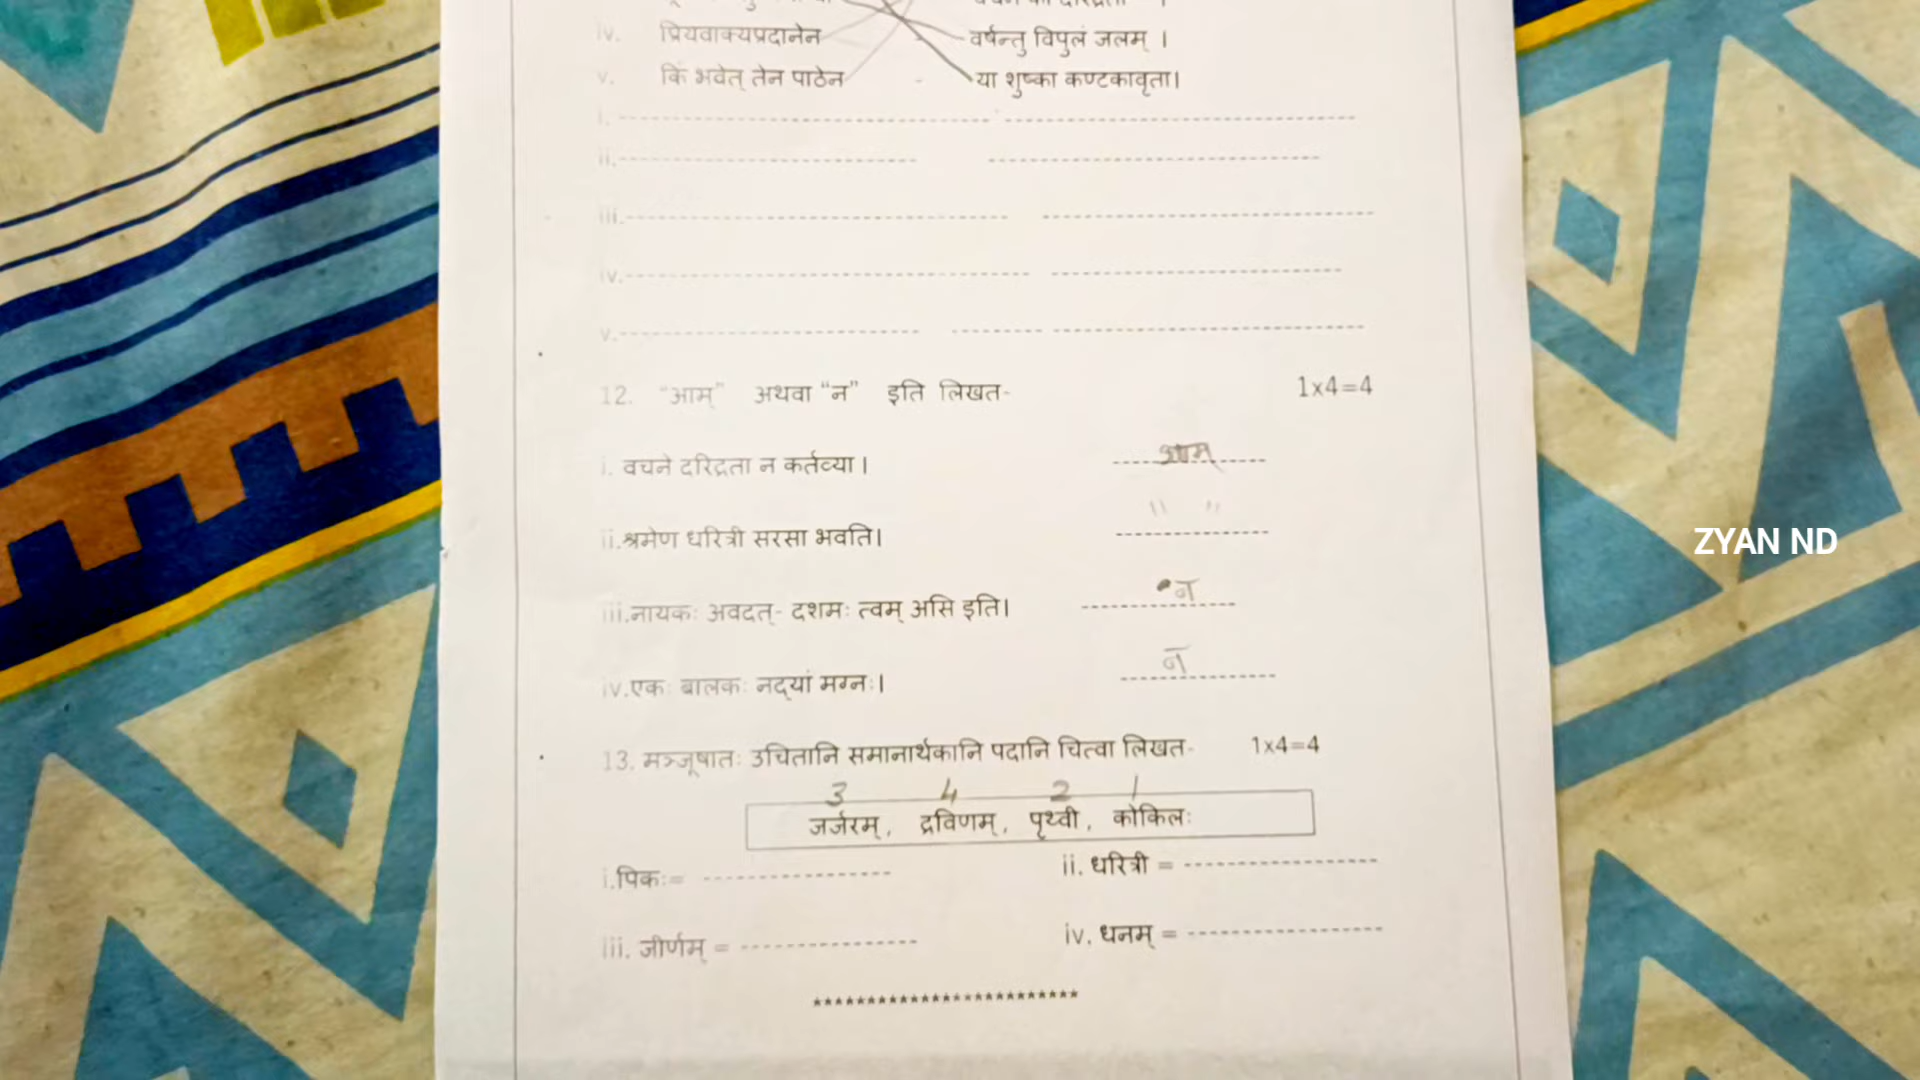 iv. प्रियवाक्यप्रदानेन - वर्षन्तु विपुलं जलम् ।
v. किं भवेत् तेन पाठेन - या शुष्का कण्टकावृता।
i. ---------- ----------
ii. ---------- ----------
iii. ---------- ----------
iv. ---------- ----------
v. ---------- ----------
12. “आम्” अथवा “न” इति लिखत- 1x4=4
i. वचने दरिद्रता न कर्तव्या। आम्
ii.श्रमेण धरित्री सरसा भवति। " "
iii.नायकः अवदत्- दशमः त्वम् असि इति। न
iv.एकः बालकः नद्यां मग्नः। न
13. मञ्जूषातः उचितानि समानार्थकानि पदानि चित्वा लिखत- 1x4=4
3 4 2 1
जर्जरम्, द्रविणम्, पृथ्वी, कोकिलः
i.पिकः= ---------- ii. धरित्री = ----------
iii. जीर्णम् = ---------- iv. धनम् = ----------
************************
ZYAN ND